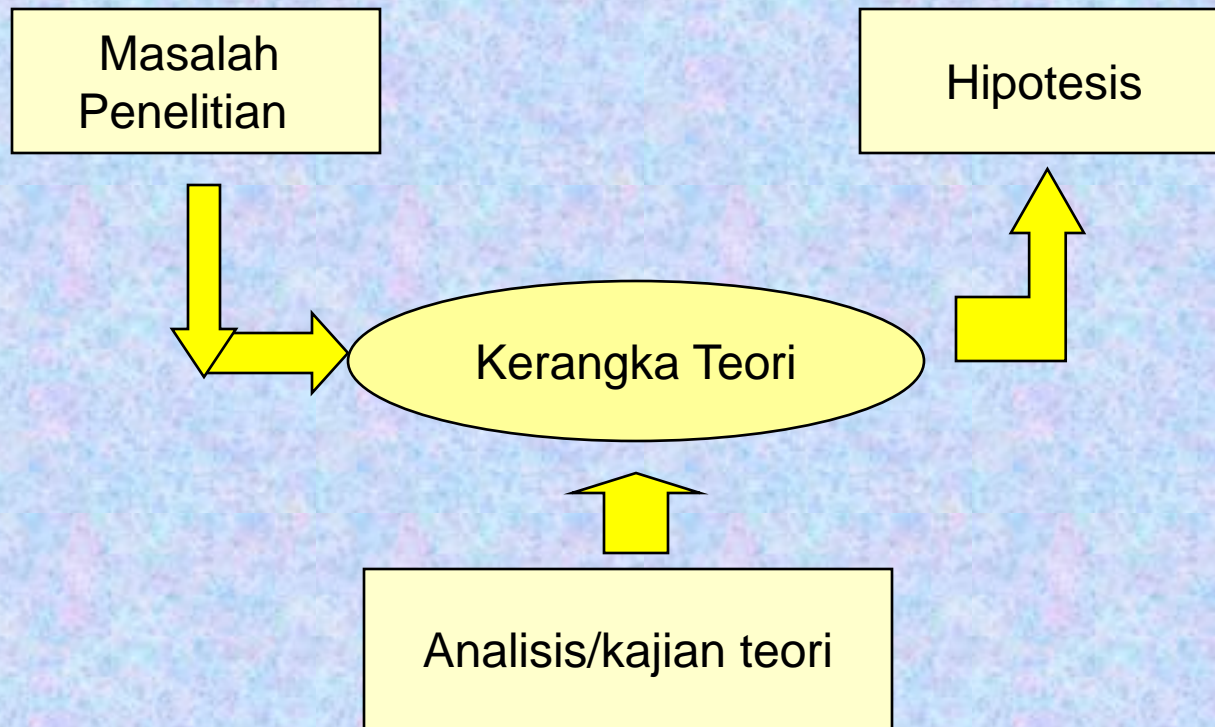 Masalah
Penelitian
Hipotesis
Kerangka Teori
Analisis/kajian teori